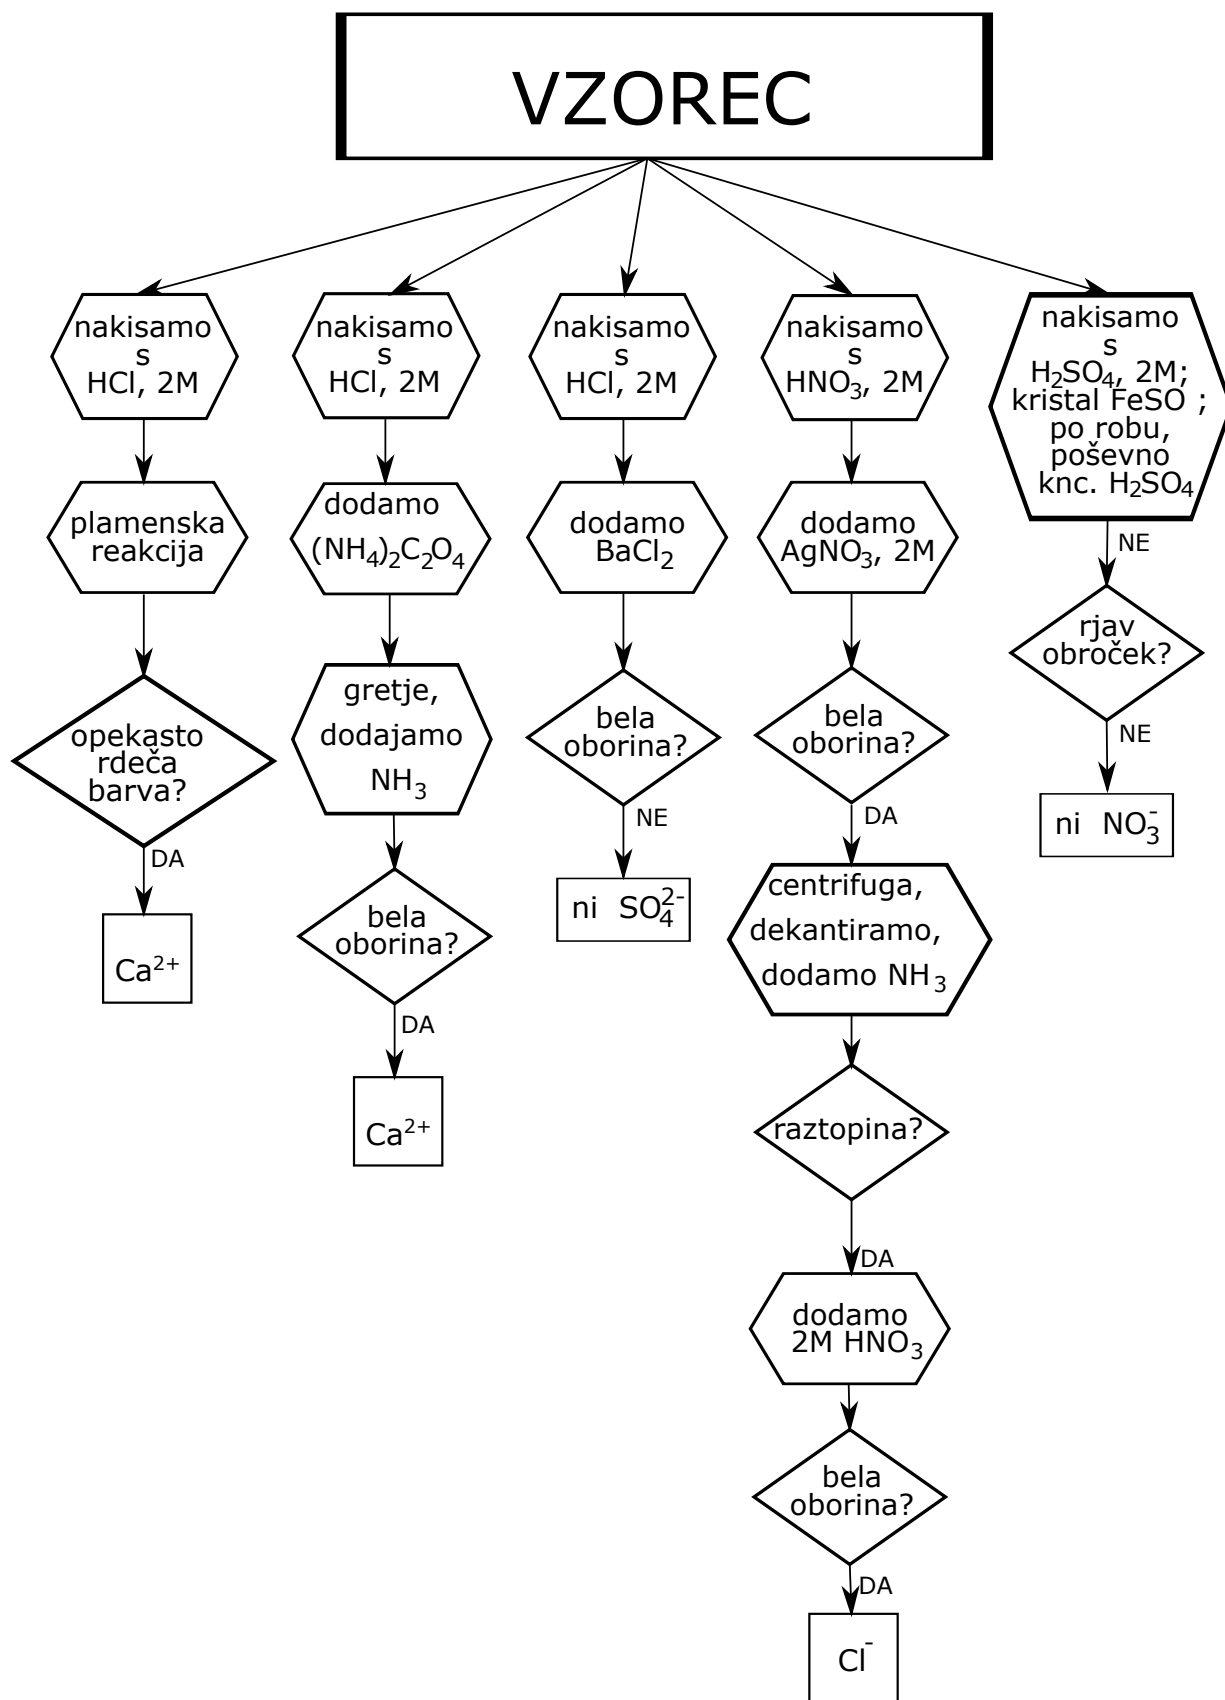 VZOREC
nakisamo
s
HCl, 2M
plamenska
reakcija
opekasto
rdeča
barva?
DA
Ca²⁺
nakisamo
s
HCl, 2M
dodamo
(NH₄)₂C₂O₄
gretje,
dodajamo
NH₃
bela
oborina?
DA
Ca²⁺
nakisamo
s
HCl, 2M
dodamo
BaCl₂
bela
oborina?
NE
ni SO₄²⁻
nakisamo
s
HNO₃, 2M
dodamo
AgNO₃, 2M
bela
oborina?
DA
centrifuga,
dekantiramo,
dodamo NH₃
raztopina?
DA
dodamo
2M HNO₃
bela
oborina?
DA
Cl⁻
nakisamo
s
H₂SO₄, 2M;
kristal FeSO ;
po robu,
poševno
knc. H₂SO₄
NE
rjav
obroček?
NE
ni NO₃⁻